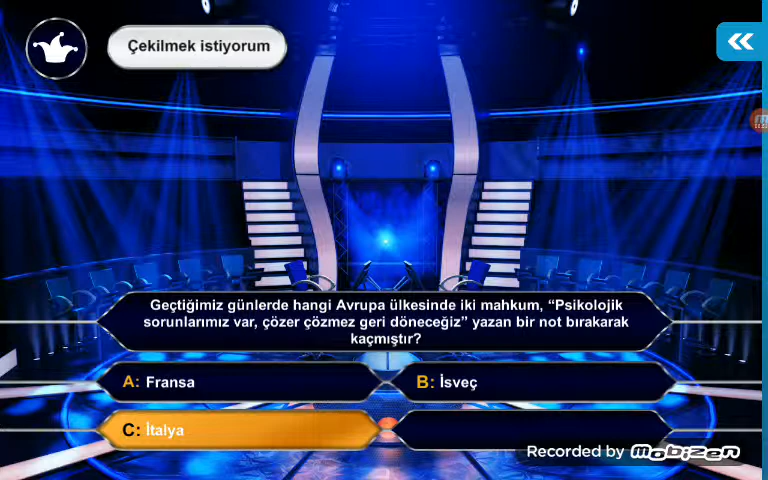 Çekilmek istiyorum
Geçtiğimiz günlerde hangi Avrupa ülkesinde iki mahkum, “Psikolojik
sorunlarımız var, çözer çözmez geri döneceğiz” yazan bir not bırakarak
kaçmıştır?
A: Fransa
B: İsveç
C: İtalya
Recorded by mobizen